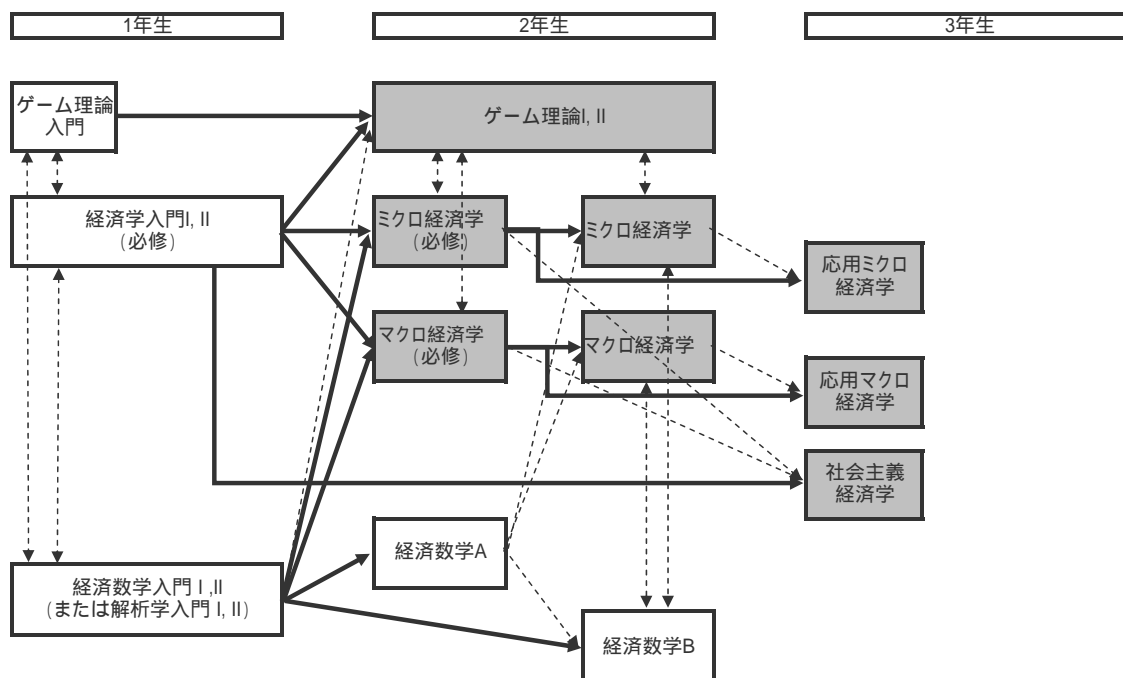 1年生
2年生
3年生
ゲーム理論
入門
ゲーム理論I, II
経済学入門I, II
(必修)
ミクロ経済学
(必修)
ミクロ経済学
応用ミクロ
経済学
マクロ経済学
(必修)
マクロ経済学
応用マクロ
経済学
社会主義
経済学
経済数学A
経済数学入門 I ,II
(または解析学入門 I, II)
経済数学B